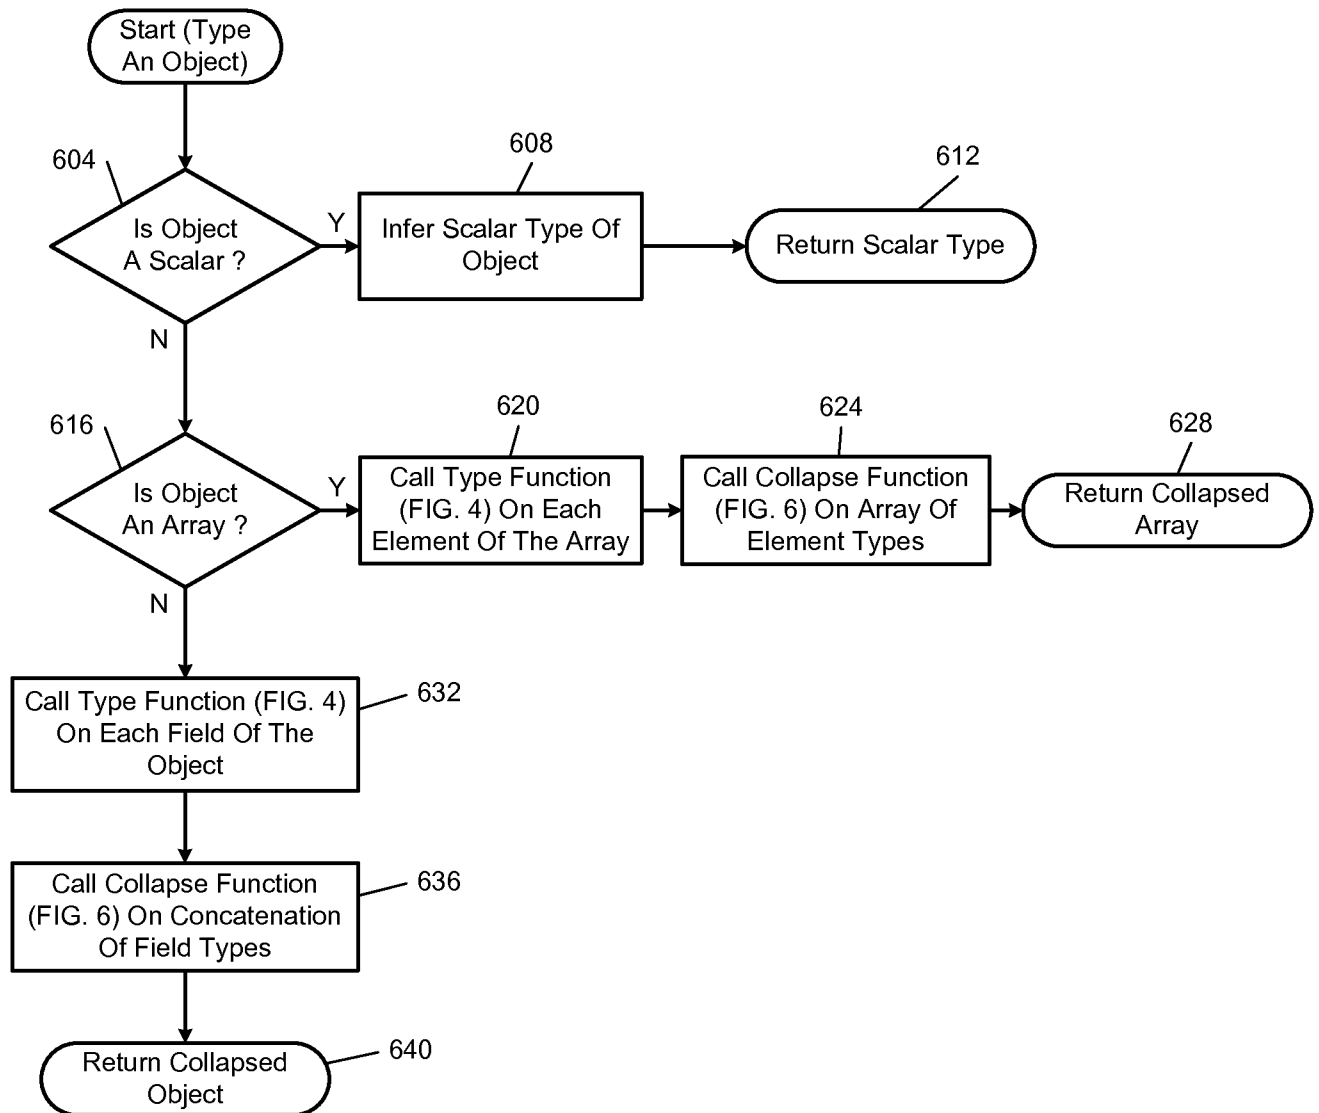 Start (Type
An Object)
604
Is Object
A Scalar ?
Y
608
Infer Scalar Type Of
Object
612
Return Scalar Type
N
616
Is Object
An Array ?
Y
620
Call Type Function
(FIG. 4) On Each
Element Of The Array
624
Call Collapse Function
(FIG. 6) On Array Of
Element Types
628
Return Collapsed
Array
N
632
Call Type Function (FIG. 4)
On Each Field Of The
Object
636
Call Collapse Function
(FIG. 6) On Concatenation
Of Field Types
640
Return Collapsed
Object